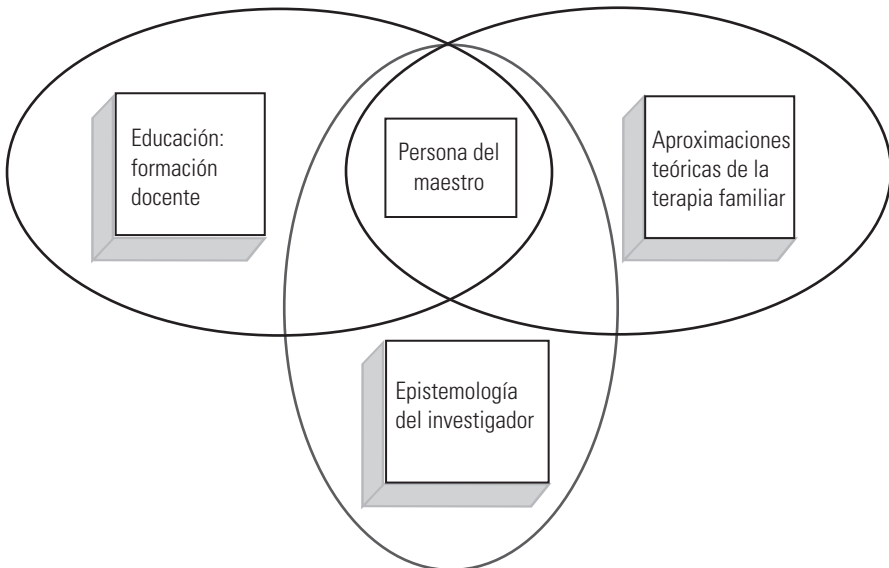 Educación:
formación
docente
Persona del
maestro
Aproximaciones
teóricas de la
terapia familiar
Epistemología
del investigador